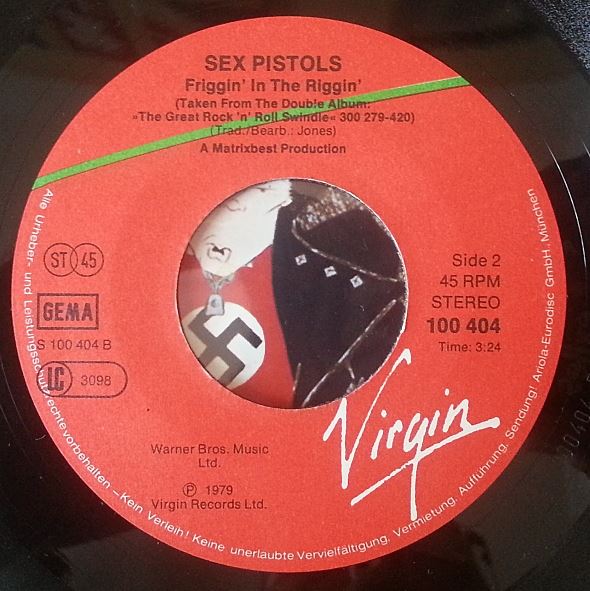 SEX PISTOLS
Friggin' In The Riggin'
(Taken From The Double Album:
»The Great Rock 'n' Roll Swindle« 300 279-420)
(Trad./Bearb.: Jones)
A Matrixbest Production
ST 45
GEMA
S 100 404 B
LC 3098
Side 2
45 RPM
STEREO
100 404
Time: 3:24
Virgin
Warner Bros. Music
Ltd.
Ⓟ 1979
Virgin Records Ltd.
Alle Urheber- und Leistungsschutzrechte vorbehalten – Kein Verleih! Keine unerlaubte Vervielfältigung, Vermietung, Aufführung, Sendung! Ariola-Eurodisc GmbH, München